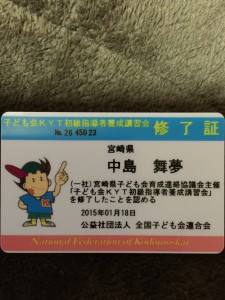 子ども会KYT初級指導者養成講習会
No. 26 45023
修了証
宮崎県
中島 舞夢
(一社)宮崎県子ども会育成連絡協議会主催
「子ども会KYT初級指導者養成講習会」
を修了したことを認める
2015年01月18日
公益社団法人 全国子ども会連合会
K
National Federation of Kodomo-kai